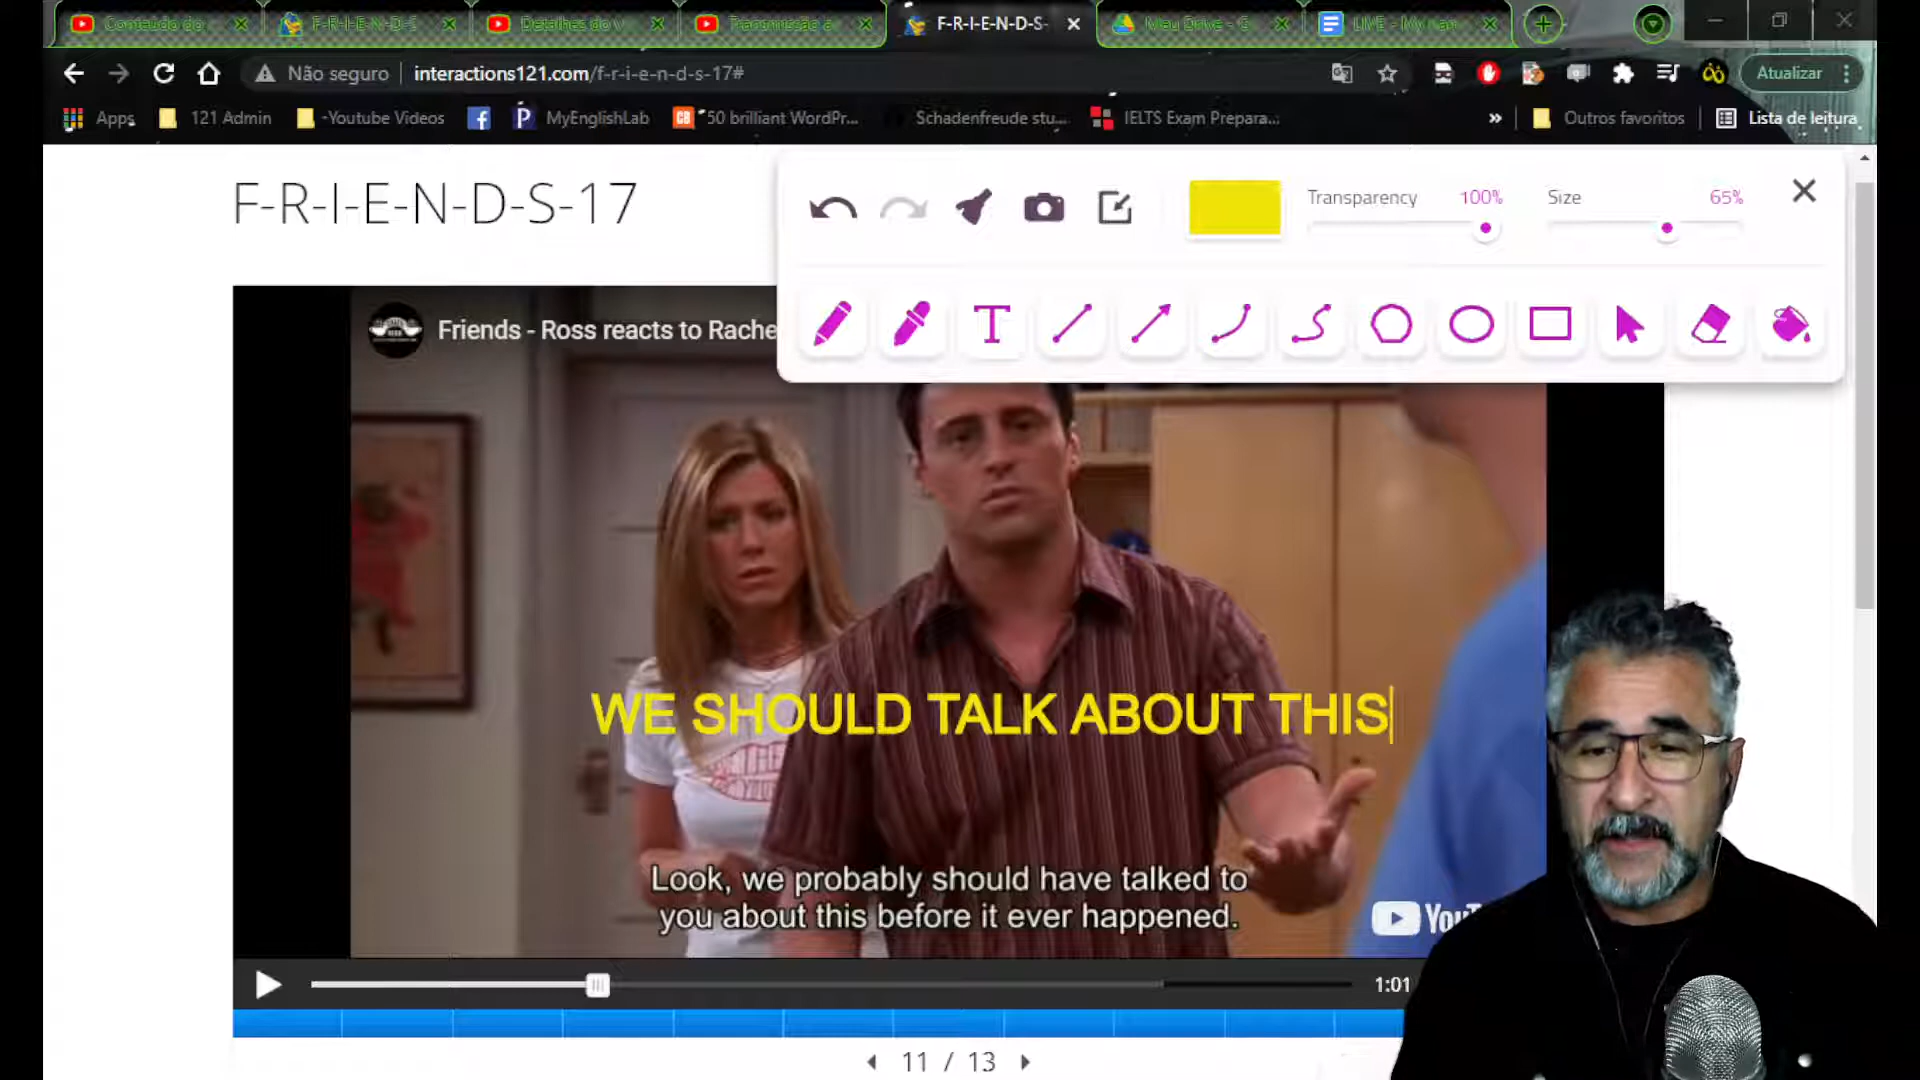 F-R-I-E-N-D-S-
Meu Drive - G
Não seguro
interactions121.com/f-r-i-e-n-d-s-17#
Atualizar
Apps
121 Admin
-Youtube Videos
MyEnglishLab
50 brilliant WordPr...
Schadenfreude stu...
IELTS Exam Prepara...
»
Outros favoritos
Lista de leitura
F-R-I-E-N-D-S-17
Transparency 100%
Size 65%
Friends - Ross reacts to Rache
T
WE SHOULD TALK ABOUT THIS
Look, we probably should have talked to
you about this before it ever happened.
1:01
11 / 13